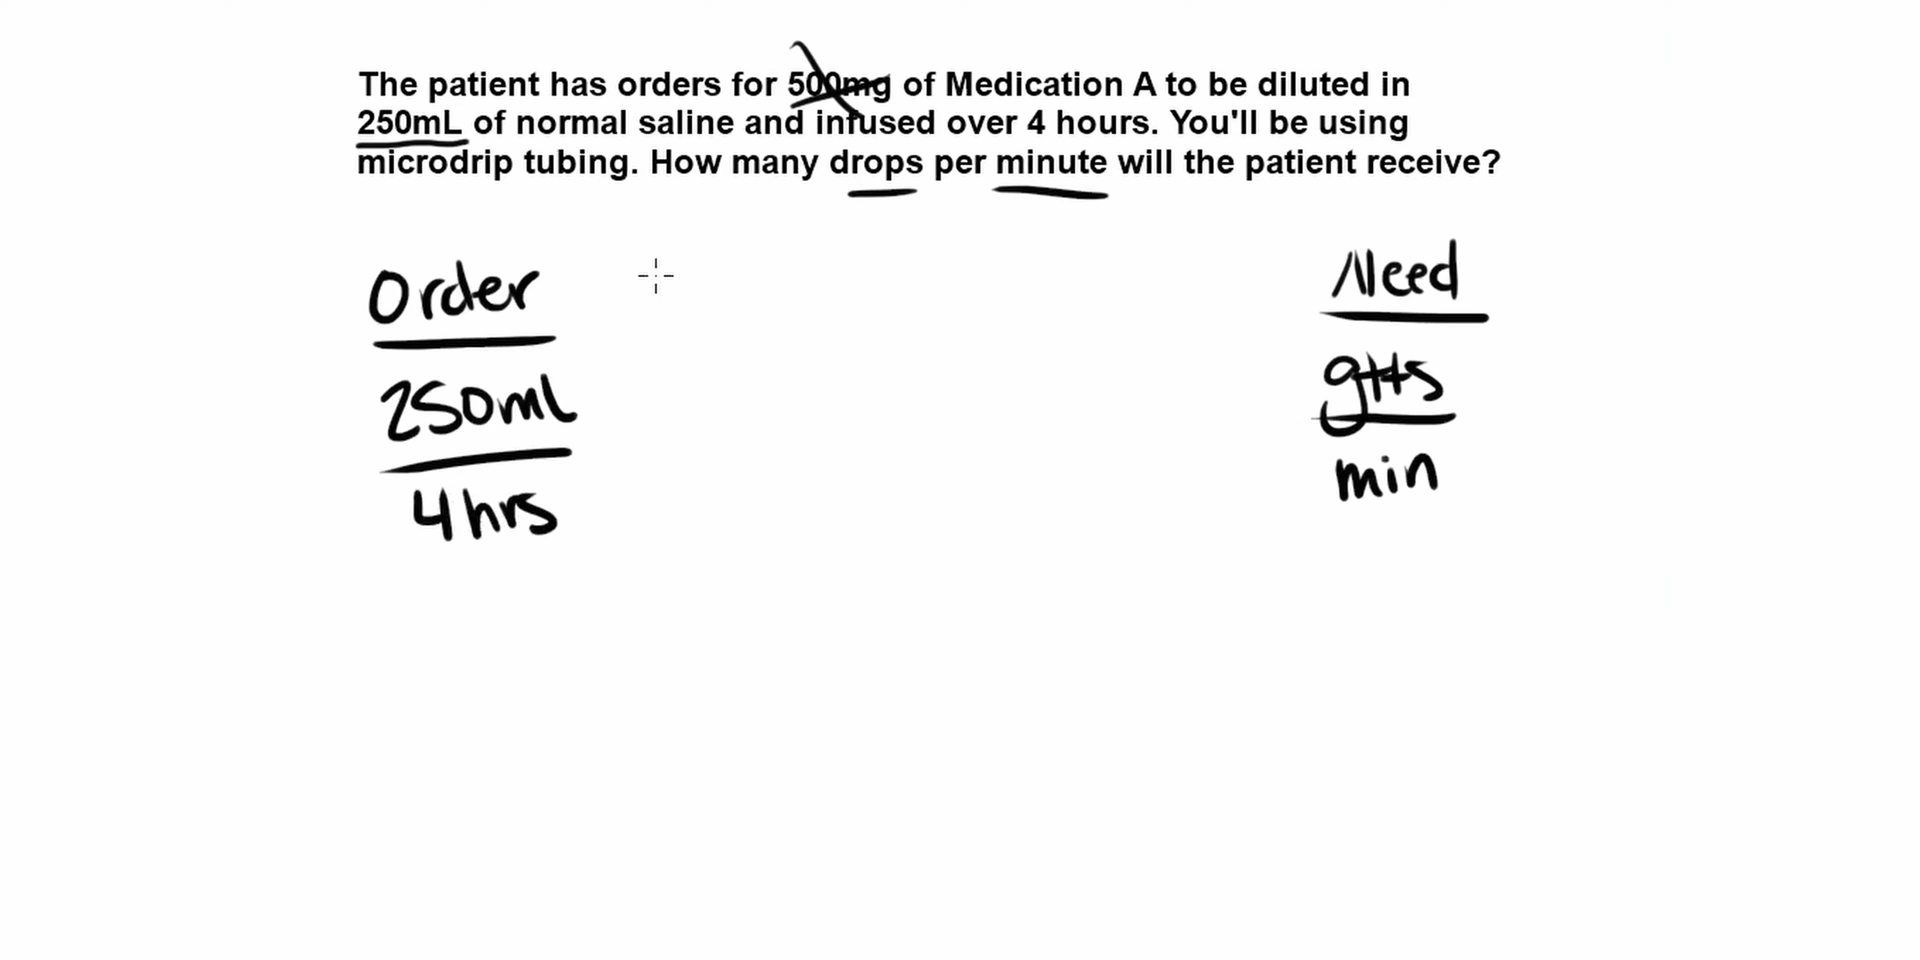 The patient has orders for 500mg of Medication A to be diluted in
250mL of normal saline and infused over 4 hours. You'll be using
microdrip tubing. How many drops per minute will the patient receive?
Order
250ml
4hrs
Need
gtts
min